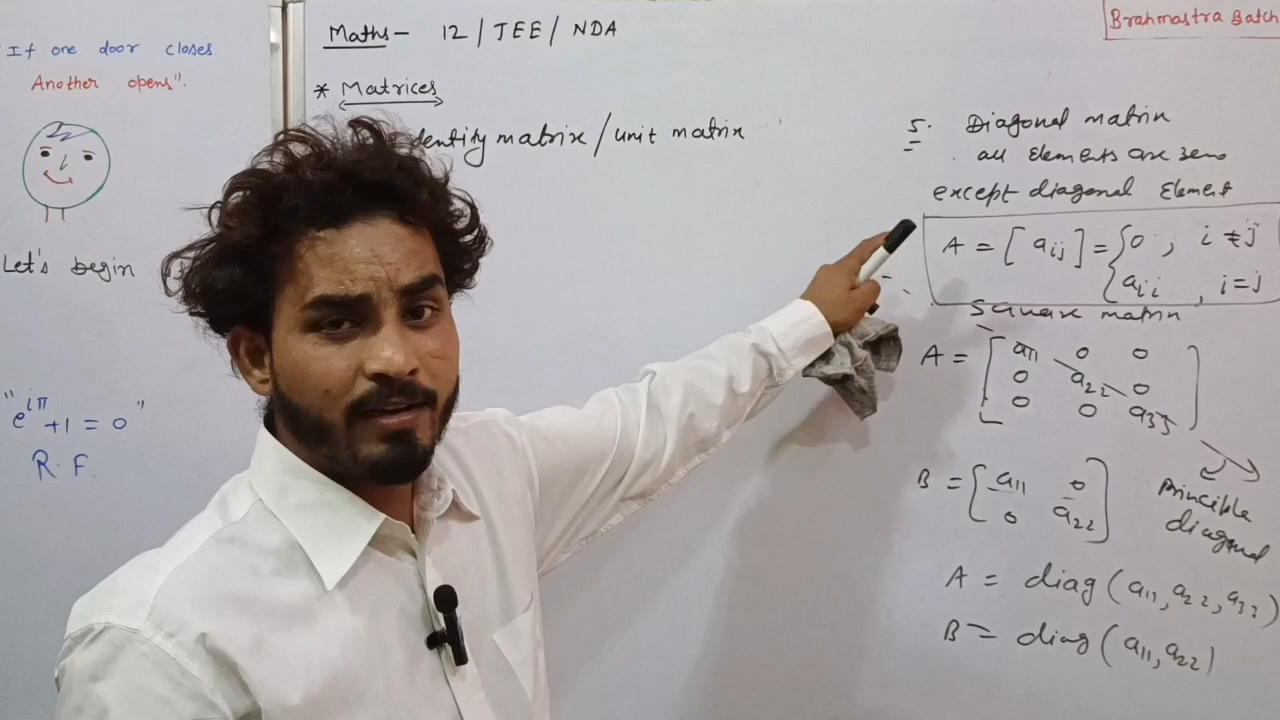 "If one door closes
Another opens".
Let's begin
"e^{iπ} +1 = 0"
R.F.
Maths - 12 / JEE / NDA
* Matrices
dentity matrix / unit matrix
Brahmastra Batch
5. Diagonal matrix
. all Elements are zero
except diagonal Element
A = [aij] = { 0 , i ≠ j
aii , i = j
Square matrix
A = [ a11 0 0
0 a22 0
0 0 a33 ]
Principle
diagonal
B = [ a11 0
0 a22 ]
A = diag (a11, a22, a33)
B = diag (a11, a22)